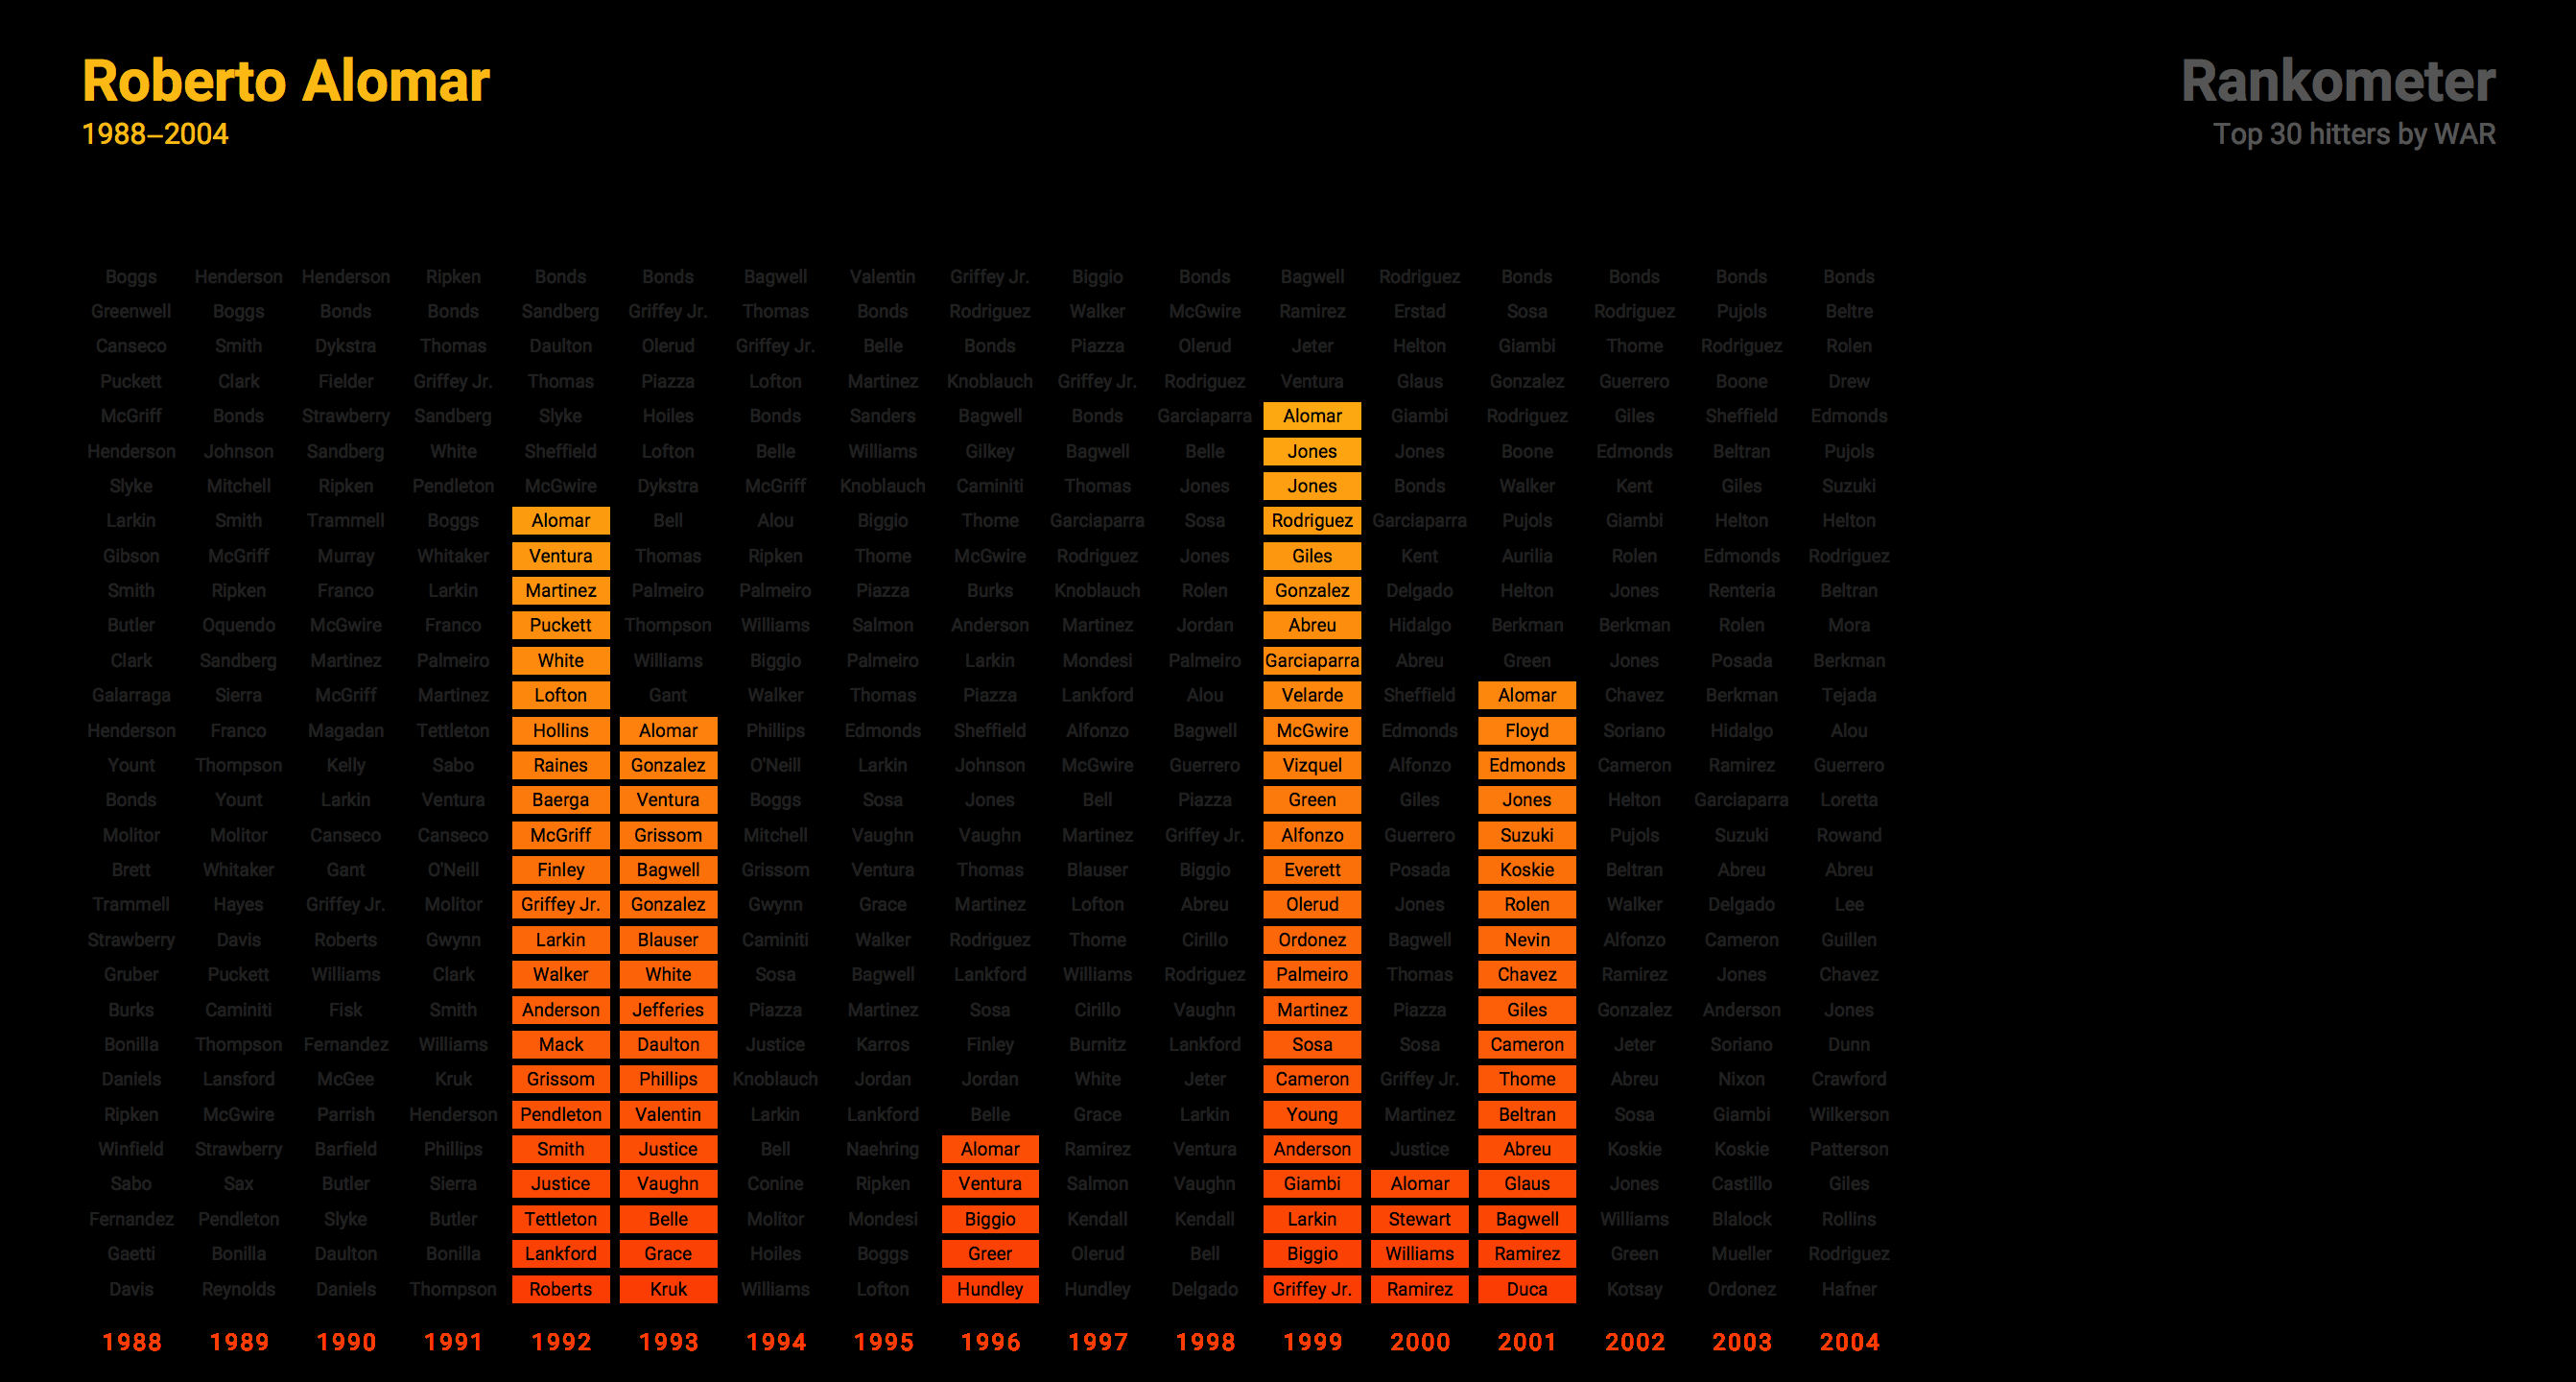 Roberto Alomar
1988–2004
Rankometer
Top 30 hitters by WAR
Boggs Henderson Henderson Ripken Bonds Bonds Bagwell Valentin Griffey Jr. Biggio Bonds Bagwell Rodriguez Bonds Bonds Bonds Bonds
Greenwell Boggs Bonds Bonds Sandberg Griffey Jr. Thomas Bonds Rodriguez Walker McGwire Ramirez Erstad Sosa Rodriguez Pujols Beltre
Canseco Smith Dykstra Thomas Daulton Olerud Griffey Jr. Belle Bonds Piazza Olerud Jeter Helton Giambi Thome Rodriguez Rolen
Puckett Clark Fielder Griffey Jr. Thomas Piazza Lofton Martinez Knoblauch Griffey Jr. Rodriguez Ventura Glaus Gonzalez Guerrero Boone Drew
McGriff Bonds Strawberry Sandberg Slyke Hoiles Bonds Sanders Bagwell Bonds Garciaparra Alomar Giambi Rodriguez Giles Sheffield Edmonds
Henderson Johnson Sandberg White Sheffield Lofton Belle Williams Gilkey Bagwell Belle Jones Jones Boone Edmonds Beltran Pujols
Slyke Mitchell Ripken Pendleton McGwire Dykstra McGriff Knoblauch Caminiti Thomas Jones Jones Bonds Walker Kent Giles Suzuki
Larkin Smith Trammell Boggs Alomar Bell Alou Biggio Thome Garciaparra Sosa Rodriguez Garciaparra Pujols Giambi Helton Helton
Gibson McGriff Murray Whitaker Ventura Thomas Ripken Thome McGwire Rodriguez Jones Giles Kent Aurilia Rolen Edmonds Rodriguez
Smith Ripken Franco Larkin Martinez Palmeiro Palmeiro Piazza Burks Knoblauch Rolen Gonzalez Delgado Helton Jones Renteria Beltran
Butler Oquendo McGwire Franco Puckett Thompson Williams Salmon Anderson Martinez Jordan Abreu Hidalgo Berkman Berkman Rolen Mora
Clark Sandberg Martinez Palmeiro White Williams Biggio Palmeiro Larkin Mondesi Palmeiro Garciaparra Abreu Green Jones Posada Berkman
Galarraga Sierra McGriff Martinez Lofton Gant Walker Thomas Piazza Lankford Alou Velarde Sheffield Alomar Chavez Berkman Tejada
Henderson Franco Magadan Tettleton Hollins Alomar Phillips Edmonds Sheffield Alfonzo Bagwell McGwire Edmonds Floyd Soriano Hidalgo Alou
Yount Thompson Kelly Sabo Raines Gonzalez O'Neill Larkin Johnson McGwire Guerrero Vizquel Alfonzo Edmonds Cameron Ramirez Guerrero
Bonds Yount Larkin Ventura Baerga Ventura Boggs Sosa Jones Bell Piazza Green Giles Jones Helton Garciaparra Loretta
Molitor Molitor Canseco Canseco McGriff Grissom Mitchell Vaughn Vaughn Martinez Griffey Jr. Alfonzo Guerrero Suzuki Pujols Suzuki Rowand
Brett Whitaker Gant O'Neill Finley Bagwell Grissom Ventura Thomas Blauser Biggio Everett Posada Koskie Beltran Abreu Abreu
Trammell Hayes Griffey Jr. Molitor Griffey Jr. Gonzalez Gwynn Grace Martinez Lofton Abreu Olerud Jones Rolen Walker Delgado Lee
Strawberry Davis Roberts Gwynn Larkin Blauser Caminiti Walker Rodriguez Thome Cirillo Ordonez Bagwell Nevin Alfonzo Cameron Guillen
Gruber Puckett Williams Clark Walker White Sosa Bagwell Lankford Williams Rodriguez Palmeiro Thomas Chavez Ramirez Jones Chavez
Burks Caminiti Fisk Smith Anderson Jefferies Piazza Martinez Sosa Cirillo Vaughn Martinez Piazza Giles Gonzalez Anderson Jones
Bonilla Thompson Fernandez Williams Mack Daulton Justice Karros Finley Burnitz Lankford Sosa Sosa Cameron Jeter Soriano Dunn
Daniels Lansford McGee Kruk Grissom Phillips Knoblauch Jordan Jordan White Jeter Cameron Griffey Jr. Thome Abreu Nixon Crawford
Ripken McGwire Parrish Henderson Pendleton Valentin Larkin Lankford Belle Grace Larkin Young Martinez Beltran Sosa Giambi Wilkerson
Winfield Strawberry Barfield Phillips Smith Justice Bell Naehring Alomar Ramirez Ventura Anderson Justice Abreu Koskie Koskie Patterson
Sabo Sax Butler Sierra Justice Vaughn Conine Ripken Ventura Salmon Vaughn Giambi Alomar Glaus Jones Castillo Giles
Fernandez Pendleton Slyke Butler Tettleton Belle Molitor Mondesi Biggio Kendall Kendall Larkin Stewart Bagwell Williams Blalock Rollins
Gaetti Bonilla Daulton Bonilla Lankford Grace Hoiles Boggs Greer Olerud Bell Biggio Williams Ramirez Green Mueller Rodriguez
Davis Reynolds Daniels Thompson Roberts Kruk Williams Lofton Hundley Hundley Delgado Griffey Jr. Ramirez Duca Kotsay Ordonez Hafner
1988 1989 1990 1991 1992 1993 1994 1995 1996 1997 1998 1999 2000 2001 2002 2003 2004